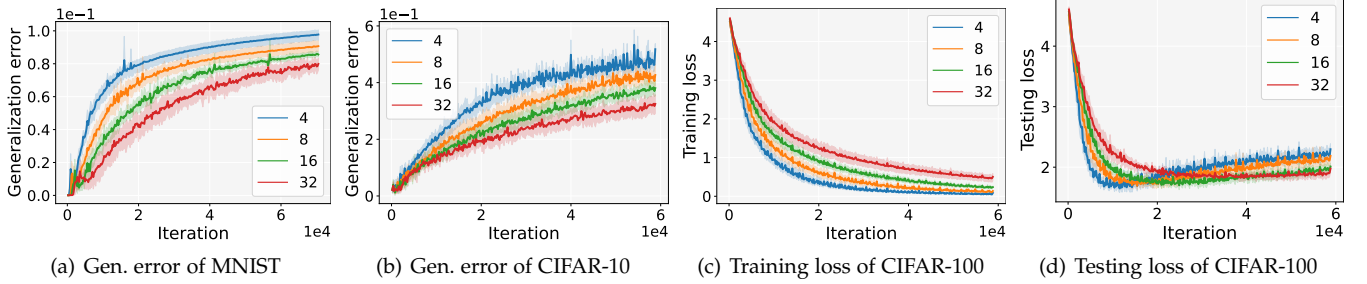 1e−1
Generalization error
1.0
0.8
0.6
0.4
0.2
0.0
4
8
16
32
0 2 4 6
Iteration
1e4
(a) Gen. error of MNIST
1e−1
Generalization error
6
4
2
0
4
8
16
32
0 2 4 6
Iteration
1e4
(b) Gen. error of CIFAR-10
Training loss
4
3
2
1
0
4
8
16
32
0 2 4 6
Iteration
1e4
(c) Training loss of CIFAR-100
Testing loss
4
3
2
4
8
16
32
0 2 4 6
Iteration
1e4
(d) Testing loss of CIFAR-100